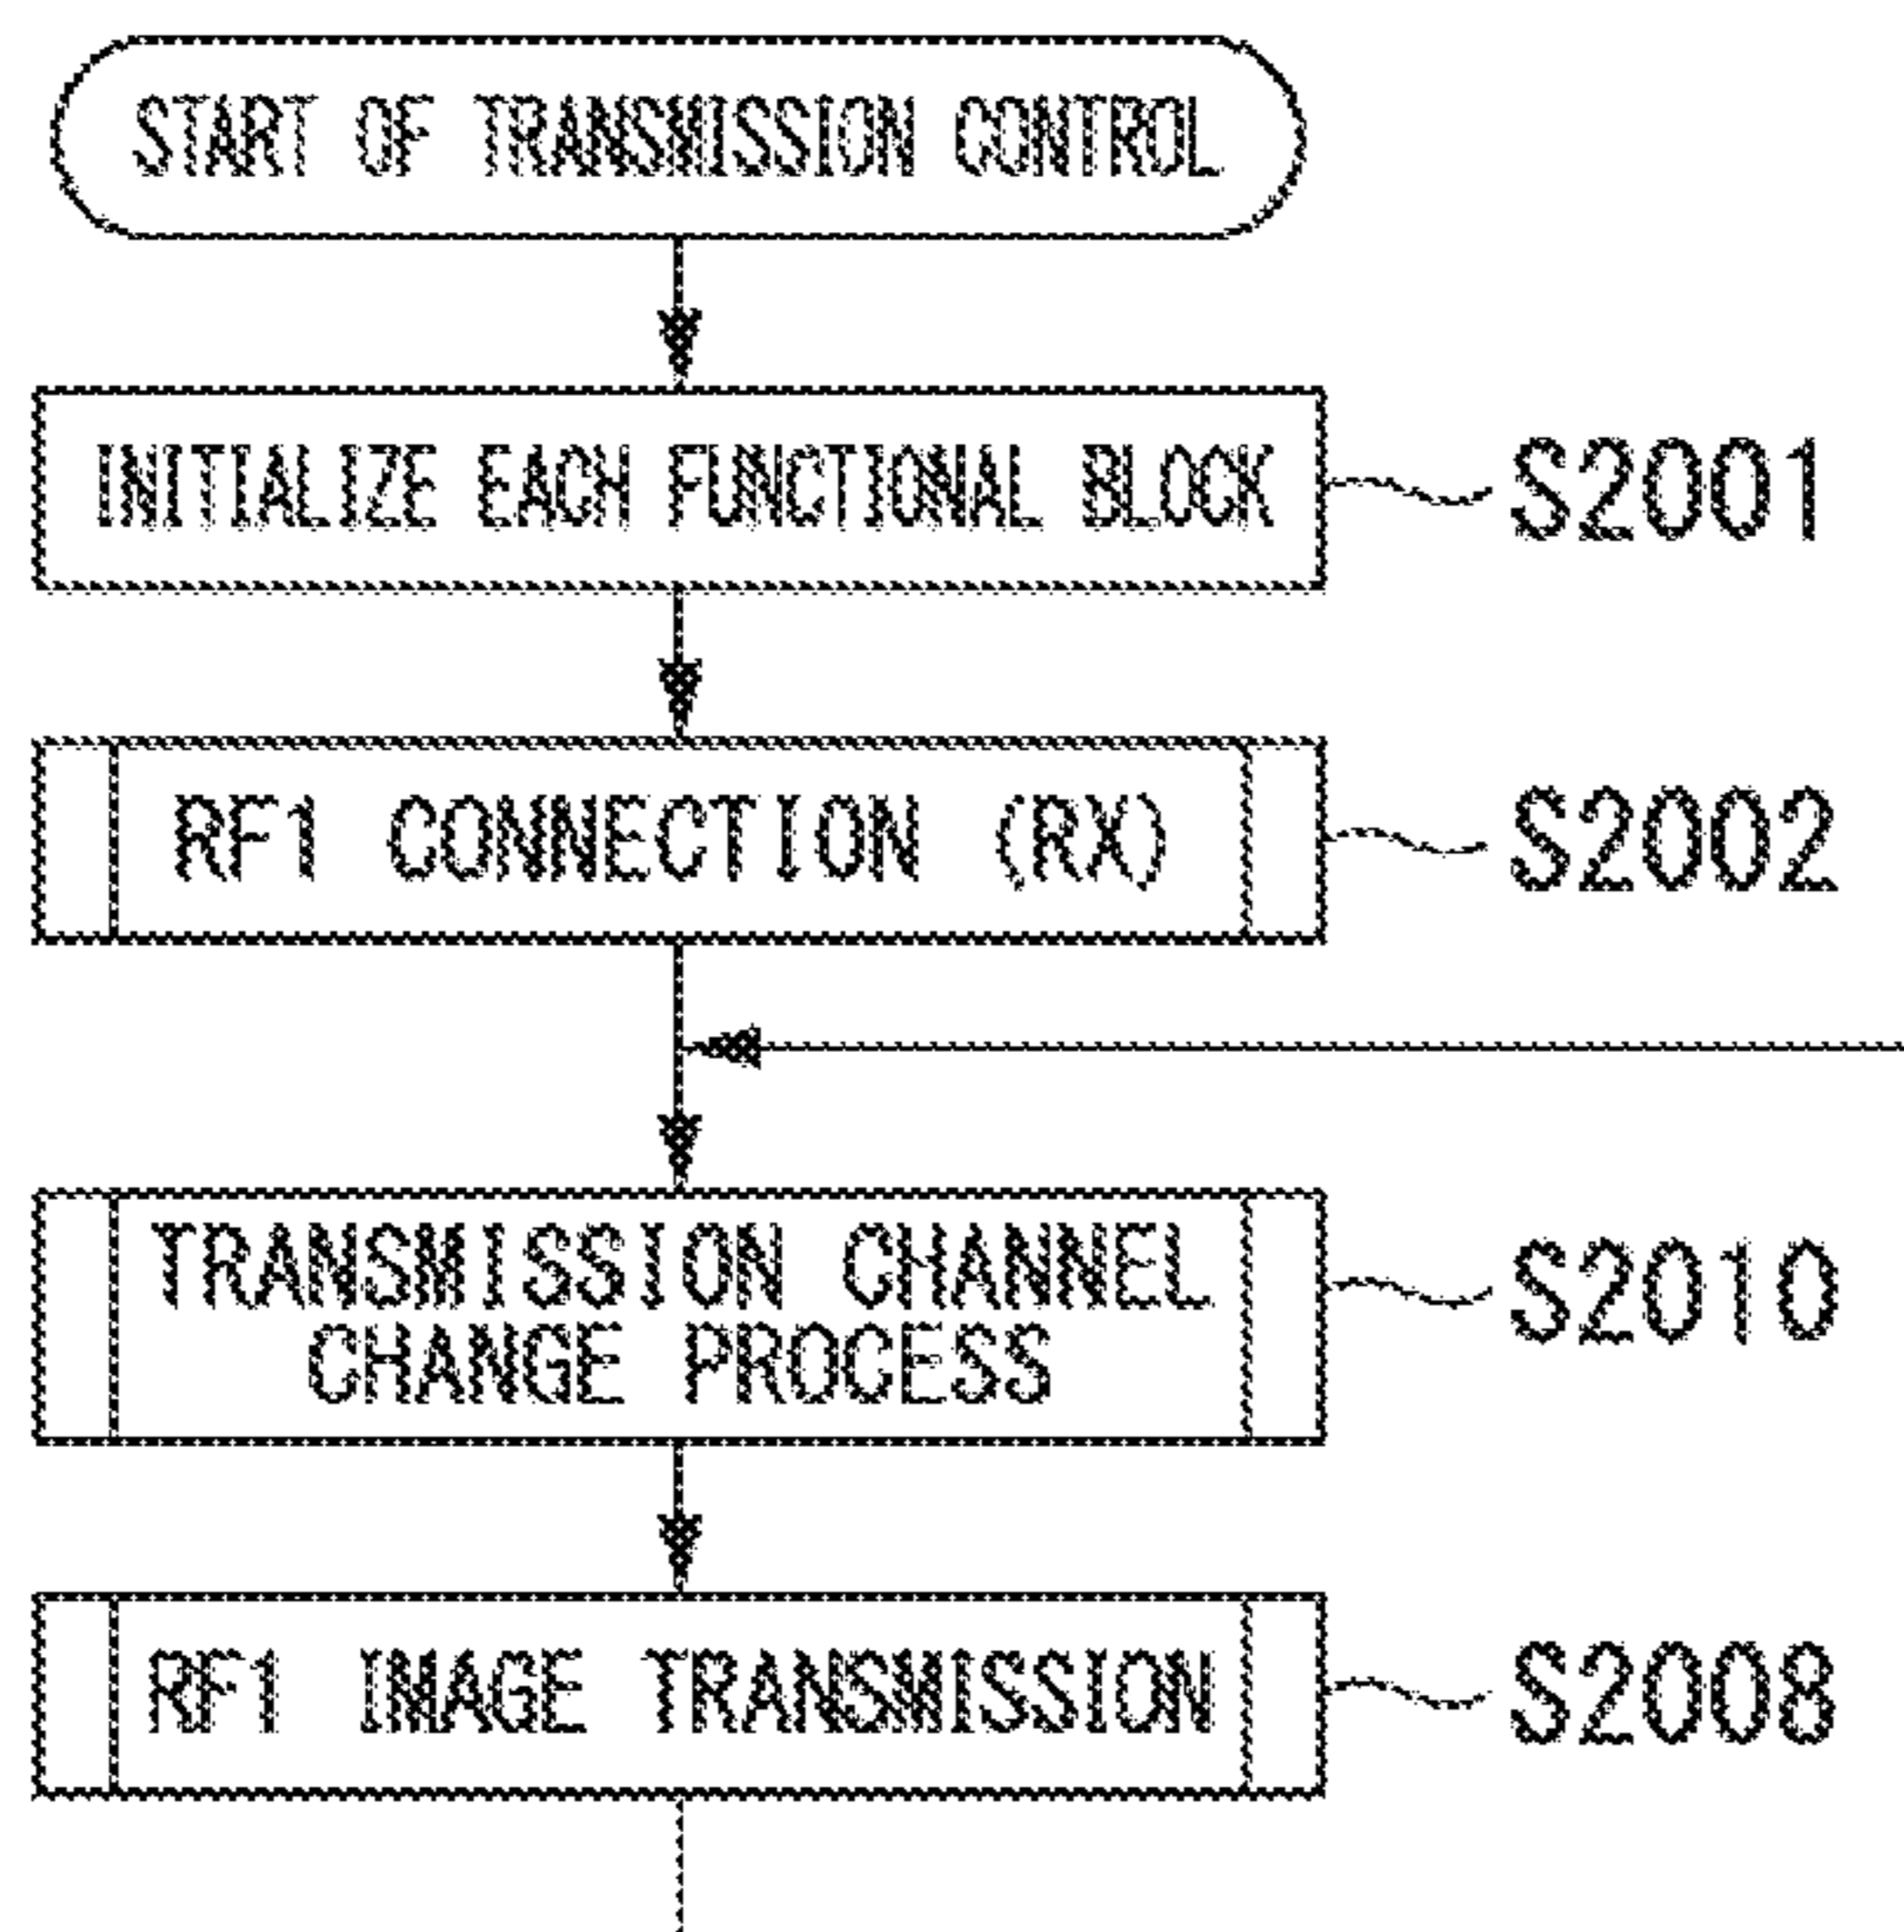 START OF TRANSMISSION CONTROL
INITIALIZE EACH FUNCTIONAL BLOCK
S2001
RF1 CONNECTION (RX)
S2002
TRANSMISSION CHANNEL
CHANGE PROCESS
S2010
RF1 IMAGE TRANSMISSION
S2008